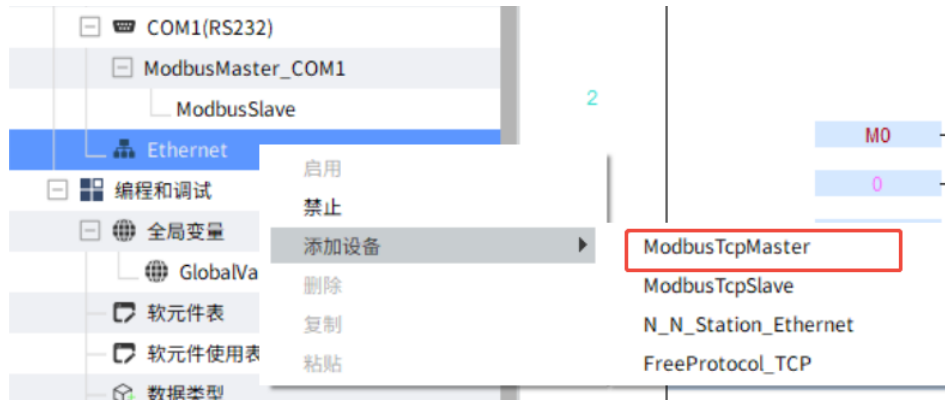 COM1(RS232)
ModbusMaster_COM1
ModbusSlave
Ethernet
编程和调试
全局变量
GlobalVa
软元件表
软元件使用表
数据类型
启用
禁止
添加设备
删除
复制
粘贴
ModbusTcpMaster
ModbusTcpSlave
N_N_Station_Ethernet
FreeProtocol_TCP
2
M0
0